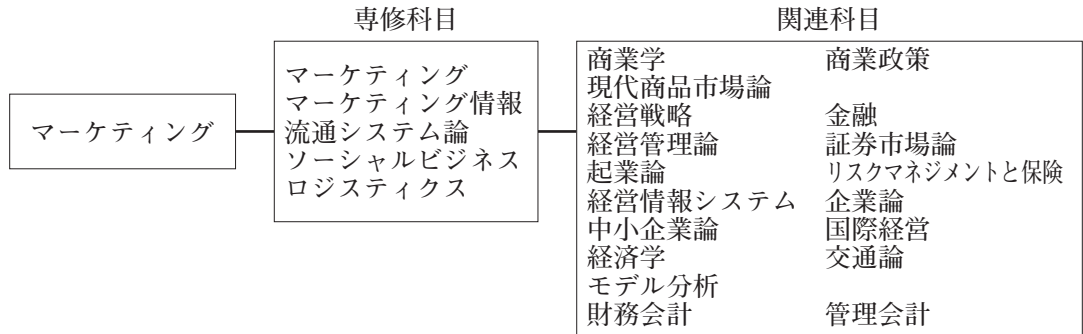 専修科目
関連科目
マーケティング
マーケティング
マーケティング情報
流通システム論
ソーシャルビジネス
ロジスティクス
商業学 商業政策
現代商品市場論
経営戦略 金融
経営管理論 証券市場論
起業論 リスクマネジメントと保険
経営情報システム 企業論
中小企業論 国際経営
経済学 交通論
モデル分析
財務会計 管理会計